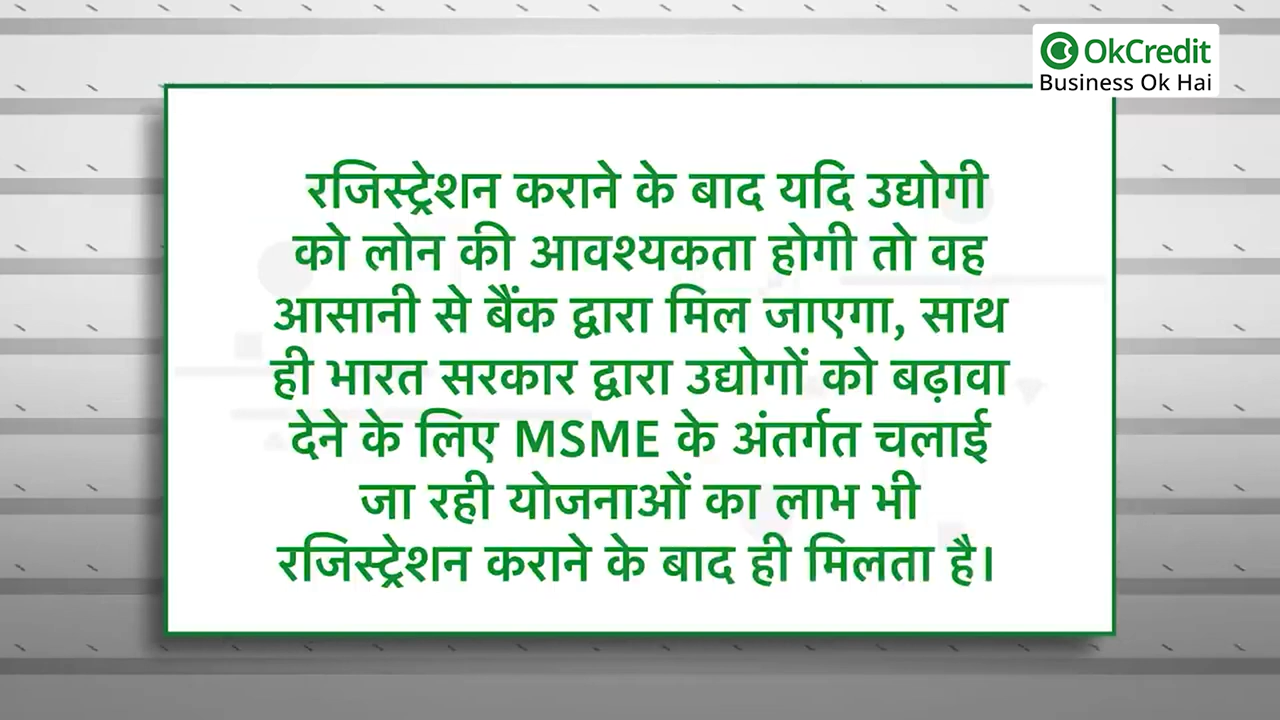 OkCredit
Business Ok Hai
रजिस्ट्रेशन कराने के बाद यदि उद्योगी
को लोन की आवश्यकता होगी तो वह
आसानी से बैंक द्वारा मिल जाएगा, साथ
ही भारत सरकार द्वारा उद्योगों को बढ़ावा
देने के लिए MSME के अंतर्गत चलाई
जा रही योजनाओं का लाभ भी
रजिस्ट्रेशन कराने के बाद ही मिलता है।